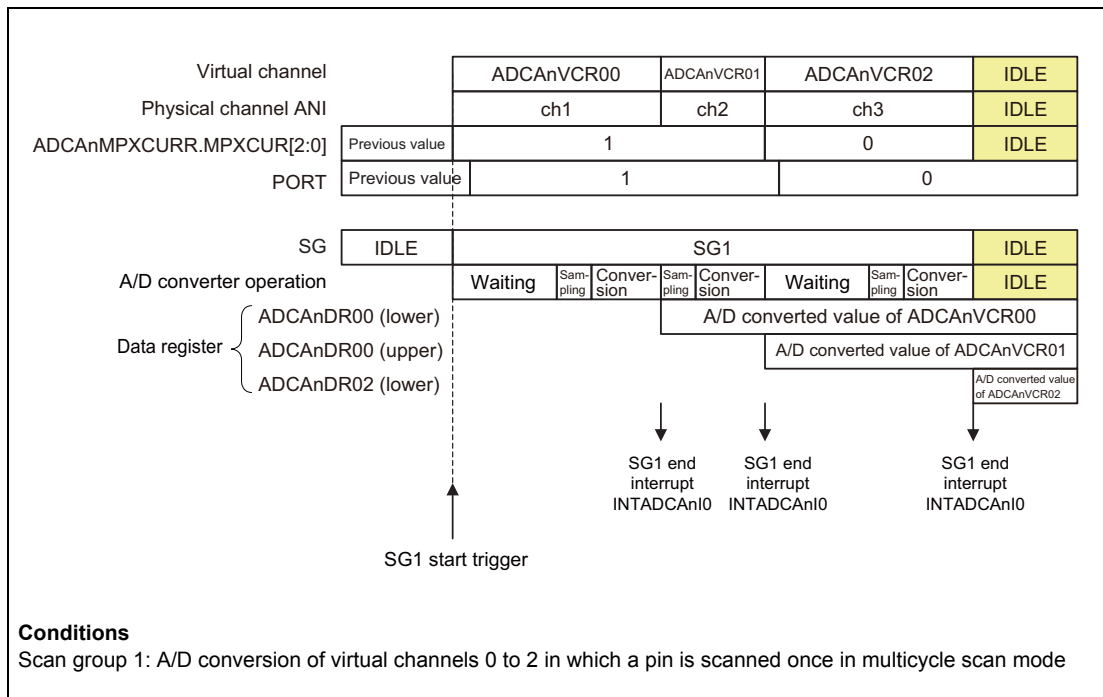 Virtual channel ADCAnVCR00 ADCAnVCR01 ADCAnVCR02 IDLE
Physical channel ANI ch1 ch2 ch3 IDLE
ADCAnMPXCURR.MPXCUR[2:0] Previous value 1 0 IDLE
PORT Previous value 1 0
SG IDLE SG1 IDLE
A/D converter operation Waiting Sam-pling Conver-sion Sam-pling Conver-sion Waiting Sam-pling Conver-sion IDLE
Data register
ADCAnDR00 (lower) A/D converted value of ADCAnVCR00
ADCAnDR00 (upper) A/D converted value of ADCAnVCR01
ADCAnDR02 (lower) A/D converted value of ADCAnVCR02
SG1 end interrupt INTADCAnI0
SG1 end interrupt INTADCAnI0
SG1 end interrupt INTADCAnI0
SG1 start trigger
Conditions
Scan group 1: A/D conversion of virtual channels 0 to 2 in which a pin is scanned once in multicycle scan mode